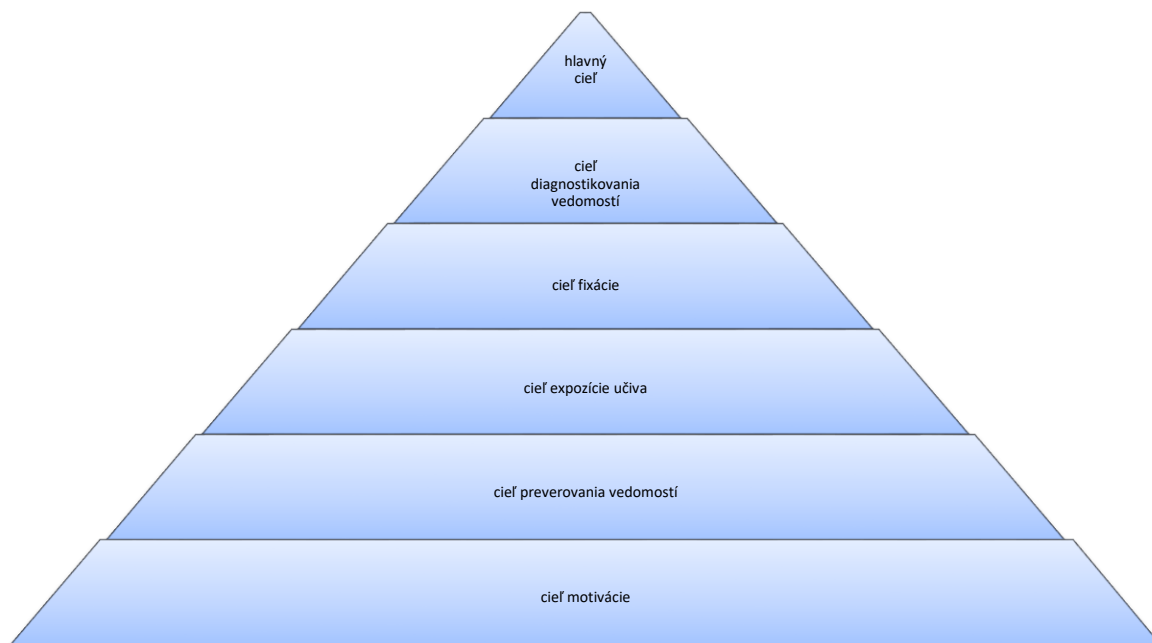 hlavný
cieľ
cieľ
diagnostikovania
vedomostí
cieľ fixácie
cieľ expozície učiva
cieľ preverovania vedomostí
cieľ motivácie